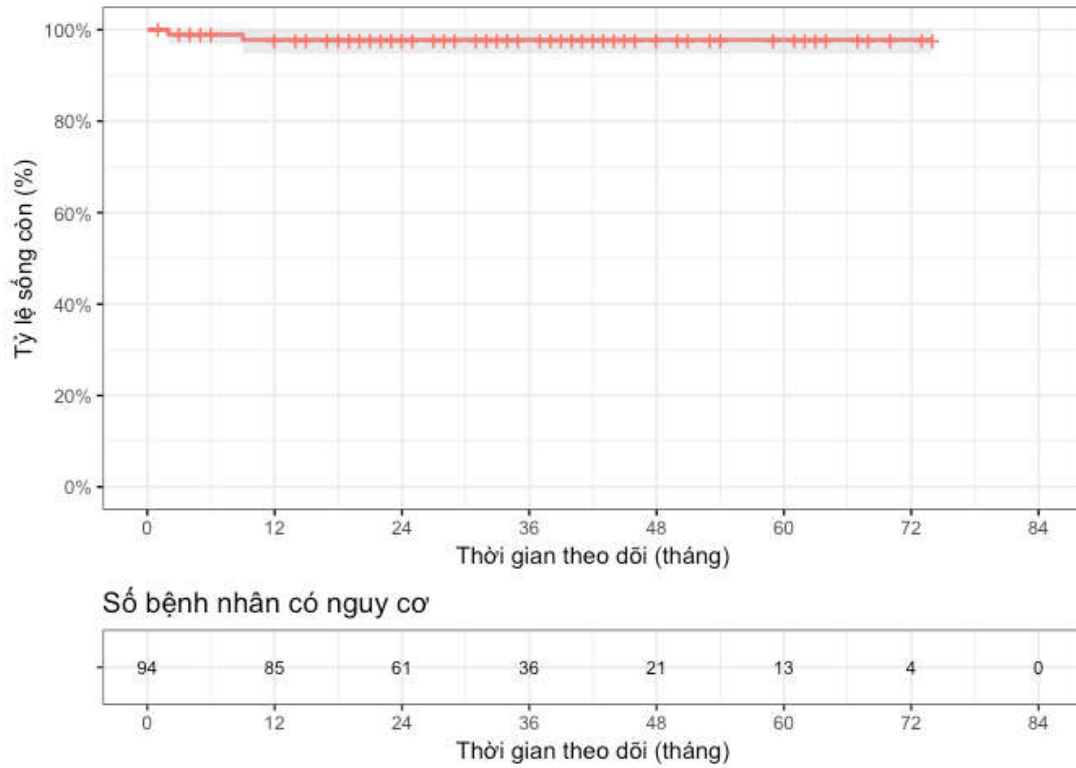 100%
80%
60%
40%
20%
0%
Tỷ lệ sống còn (%)
0 12 24 36 48 60 72 84
Thời gian theo dõi (tháng)
Số bệnh nhân có nguy cơ
94 85 61 36 21 13 4 0
0 12 24 36 48 60 72 84
Thời gian theo dõi (tháng)